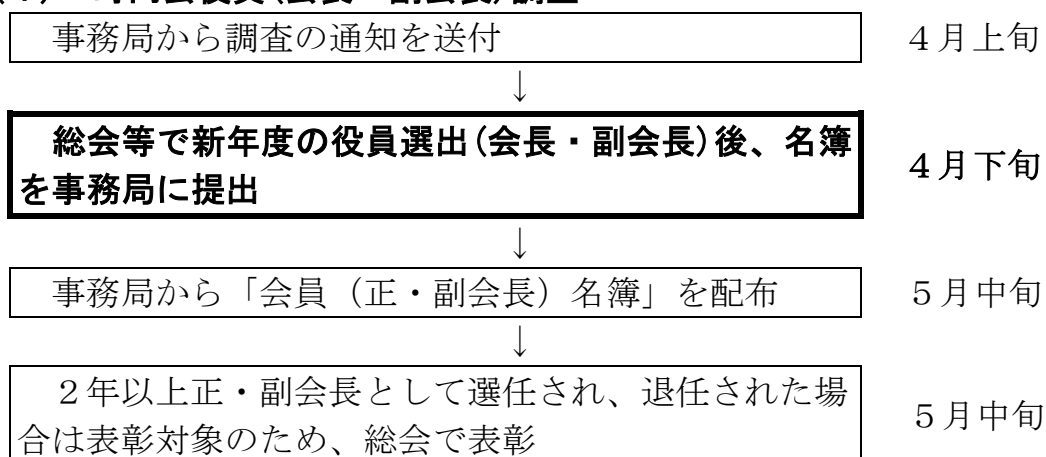 事務局から調査の通知を送付 ４月上旬
↓
総会等で新年度の役員選出(会長・副会長)後、名簿
を事務局に提出 ４月下旬
↓
事務局から「会員（正・副会長）名簿」を配布 ５月中旬
↓
２年以上正・副会長として選任され、退任された場
合は表彰対象のため、総会で表彰 ５月中旬